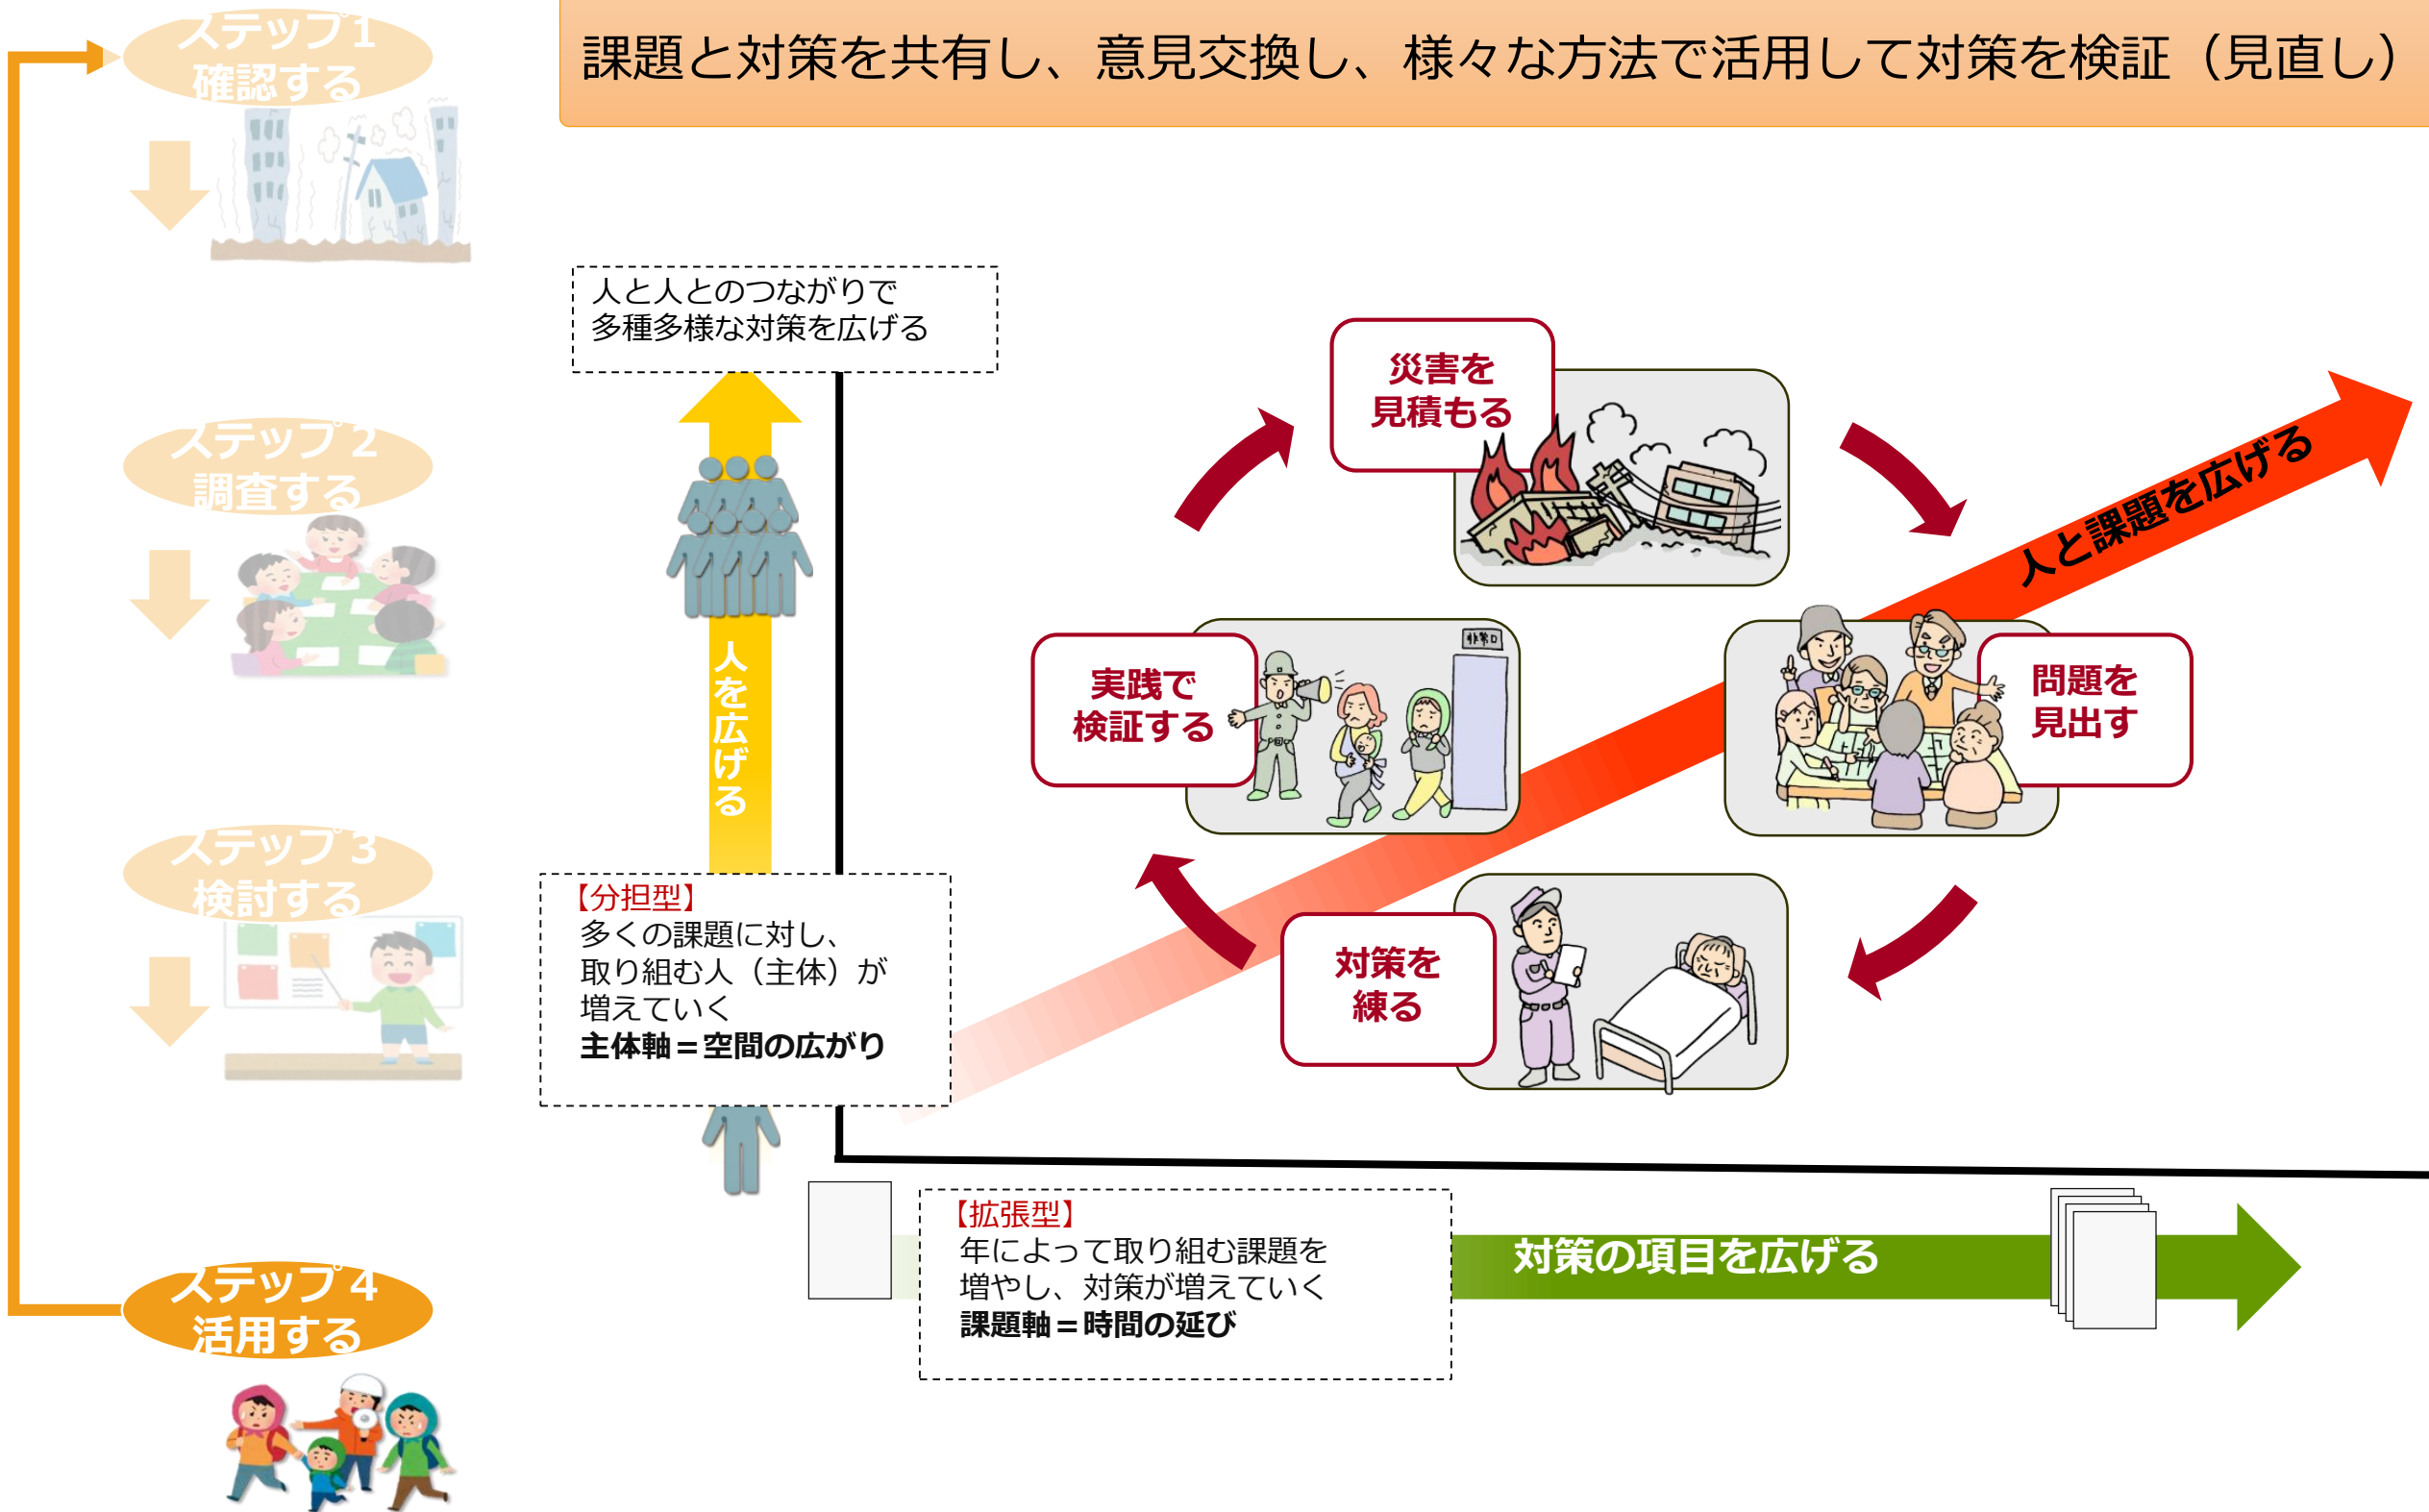 ステップ１
確認する
課題と対策を共有し、意見交換し、様々な方法で活用して対策を検証（見直し）
人と人とのつながりで
多種多様な対策を広げる
災害を
見積もる
人と課題を広げる
ステップ２
調査する
人を広げる
非常口
実践で
検証する
問題を
見出す
ステップ３
検討する
【分担型】
多くの課題に対し、
取り組む人（主体）が
増えていく
主体軸＝空間の広がり
対策を
練る
【拡張型】
年によって取り組む課題を
増やし、対策が増えていく
課題軸＝時間の延び
対策の項目を広げる
ステップ４
活用する